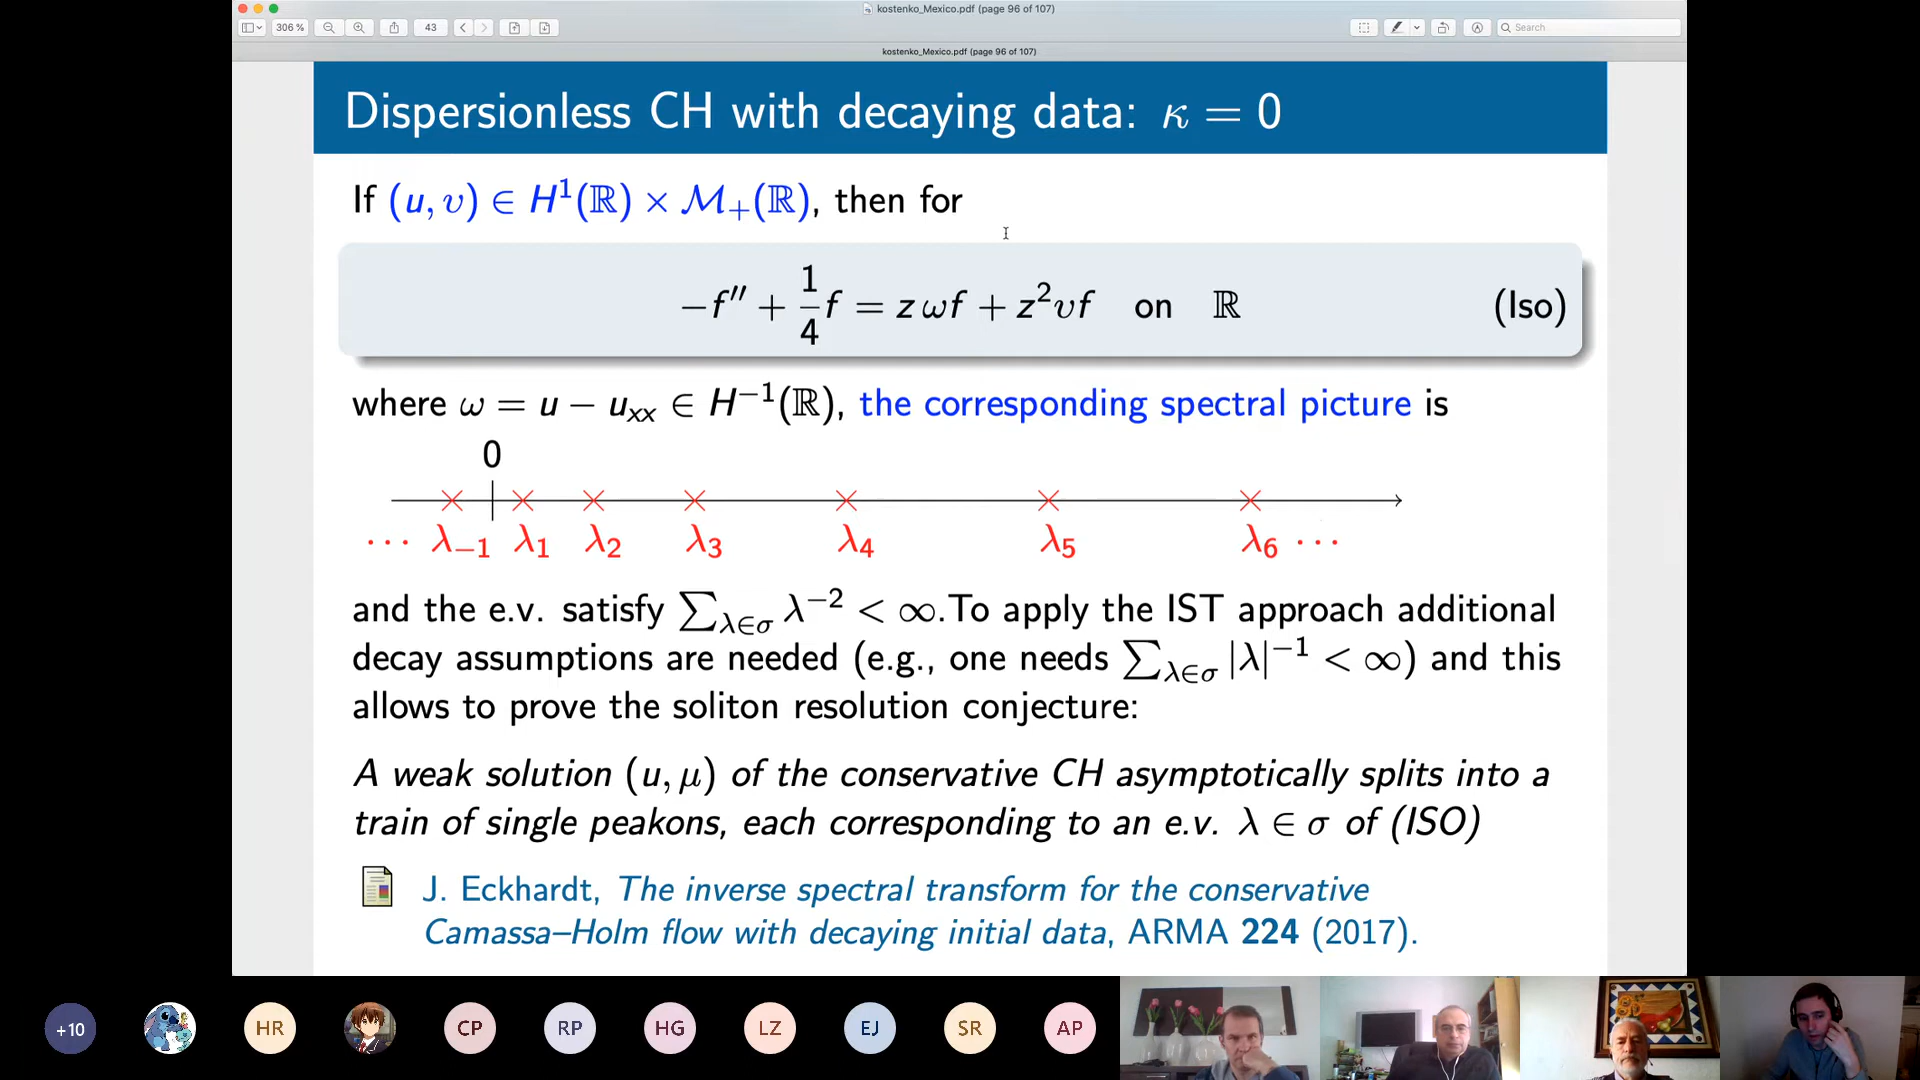 kostenko_Mexico.pdf (page 96 of 107)
306 %
43
Search
kostenko_Mexico.pdf (page 96 of 107)
Dispersionless CH with decaying data: κ = 0
If (u, υ) ∈ H¹(ℝ) × ℳ₊(ℝ), then for
−f″ + 1/4 f = z ωf + z²υf on ℝ (Iso)
where ω = u − uₓₓ ∈ H⁻¹(ℝ), the corresponding spectral picture is
0
··· λ₋₁ λ₁ λ₂ λ₃ λ₄ λ₅ λ₆ ···
and the e.v. satisfy ∑_{λ∈σ} λ⁻² < ∞.To apply the IST approach additional
decay assumptions are needed (e.g., one needs ∑_{λ∈σ} |λ|⁻¹ < ∞) and this
allows to prove the soliton resolution conjecture:
A weak solution (u, μ) of the conservative CH asymptotically splits into a
train of single peakons, each corresponding to an e.v. λ ∈ σ of (ISO)
J. Eckhardt, The inverse spectral transform for the conservative
Camassa–Holm flow with decaying initial data, ARMA 224 (2017).
+10 HR CP RP HG LZ EJ SR AP